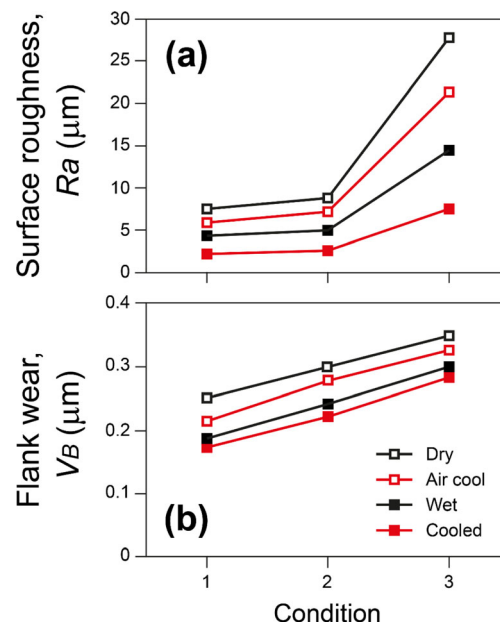 Surface roughness,
Ra (μm)
(a)
30
25
20
15
10
5
0
Flank wear,
VB (μm)
0.4
0.3
0.2
0.1
0
(b)
Dry
Air cool
Wet
Cooled
1 2 3
Condition